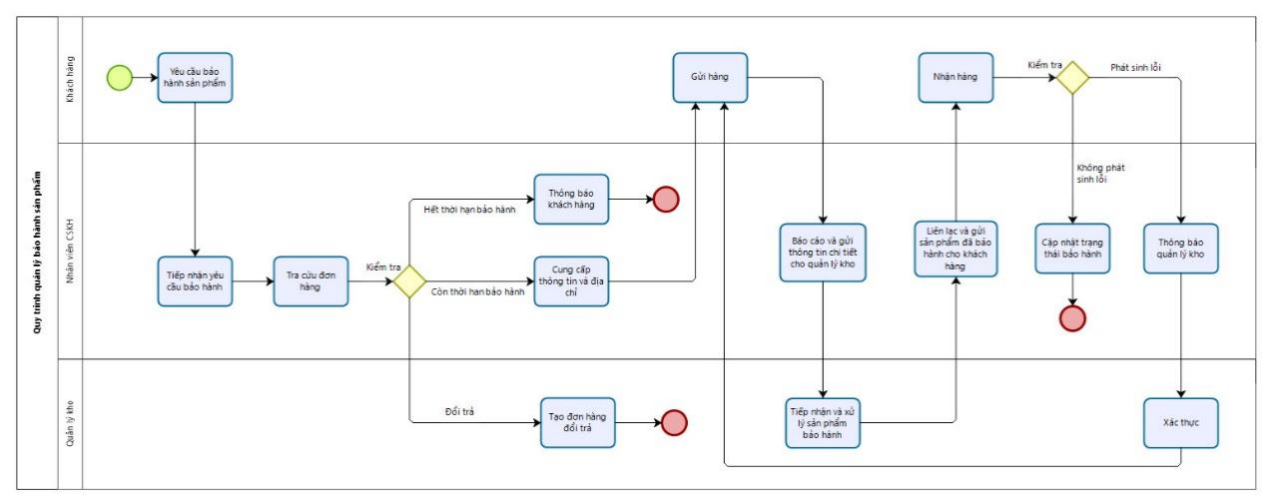 Quy trình quản lý bảo hành sản phẩm
Khách hàng
Yêu cầu bảo
hành sản phẩm
Gửi hàng
Nhận hàng
Kiểm tra
Phát sinh lỗi
Không phát
sinh lỗi
Nhân viên CSKH
Tiếp nhận yêu
cầu bảo hành
Tra cứu đơn
hàng
Kiểm tra
Hết thời hạn bảo hành
Thông báo
khách hàng
Còn thời hạn bảo hành
Cung cấp
thông tin và địa
chỉ
Báo cáo và gửi
thông tin chi tiết
cho quản lý kho
Liên lạc và gửi
sản phẩm đã bảo
hành cho khách
hàng
Cập nhật trạng
thái bảo hành
Thông báo
quản lý kho
Quản lý kho
Đổi trả
Tạo đơn hàng
đổi trả
Tiếp nhận và xử
lý sản phẩm
bảo hành
Xác thực